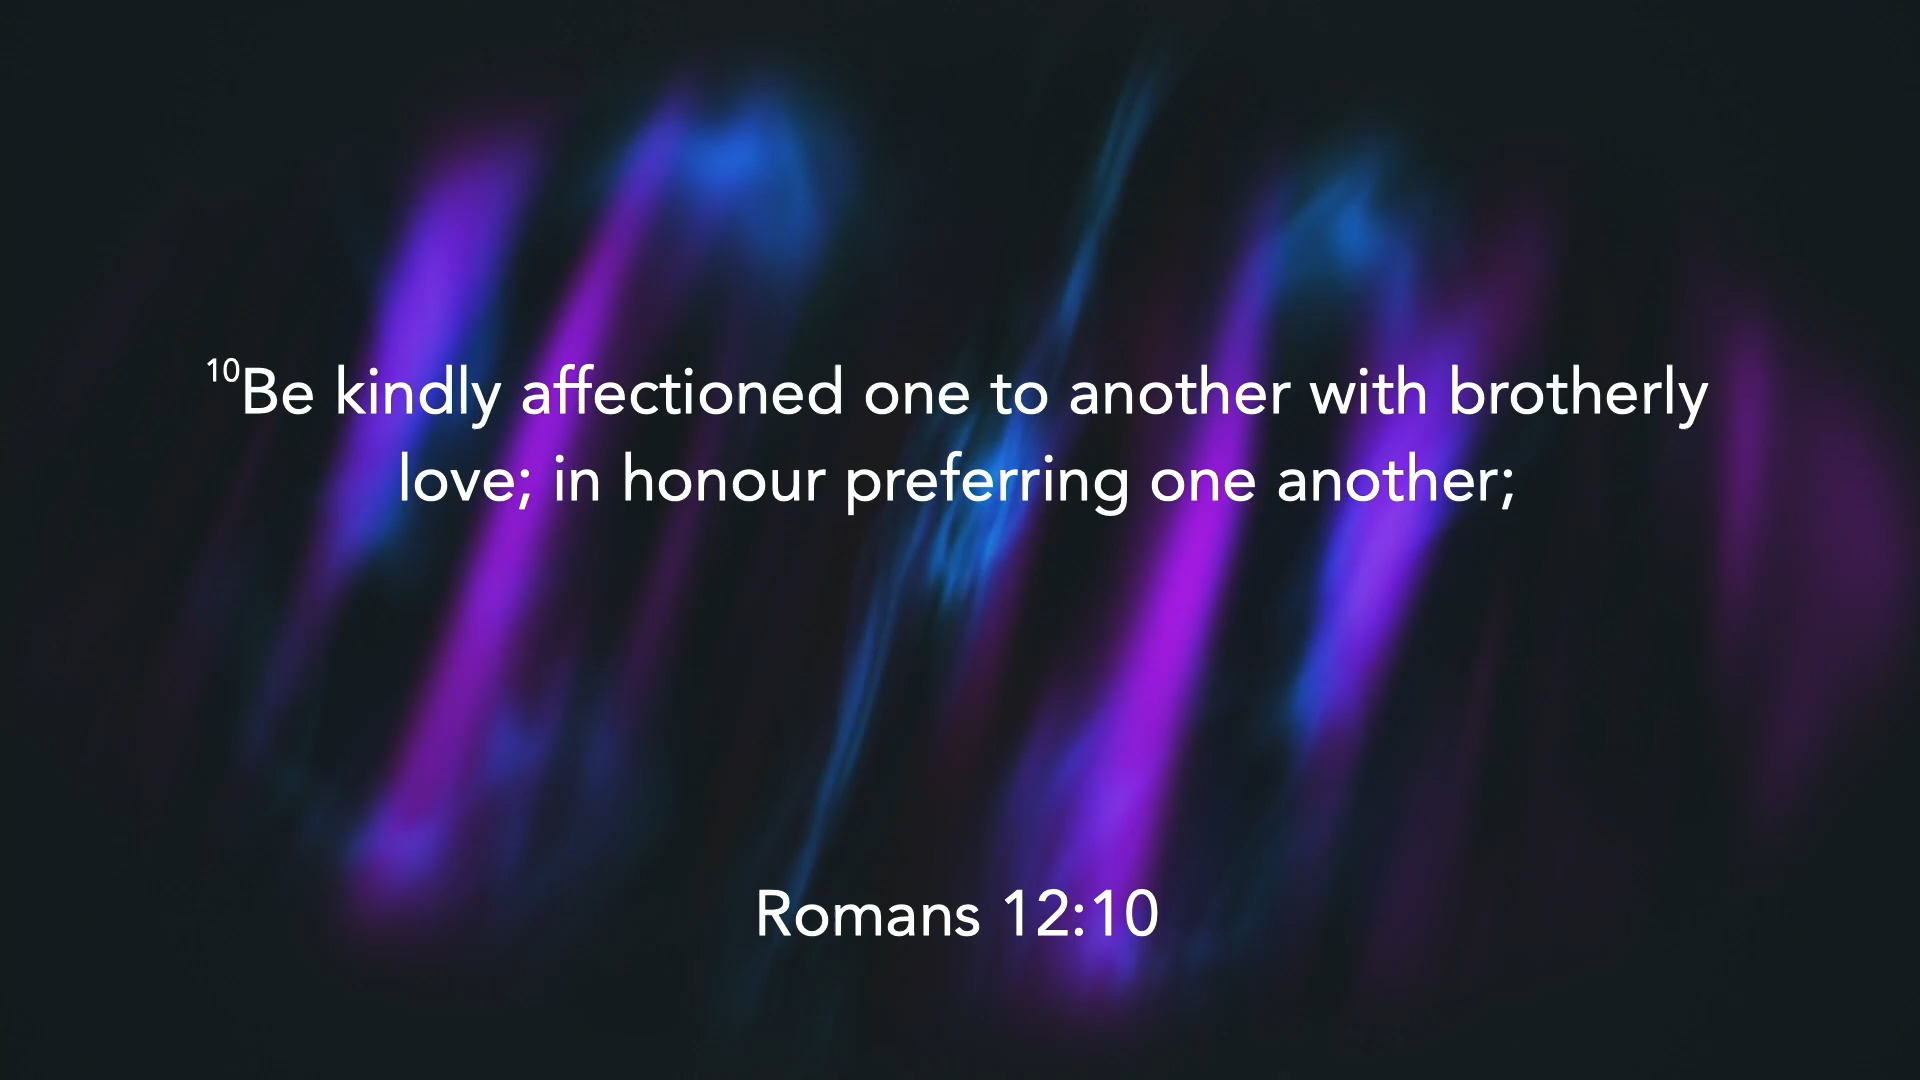 10Be kindly affectioned one to another with brotherly
love; in honour preferring one another;
Romans 12:10